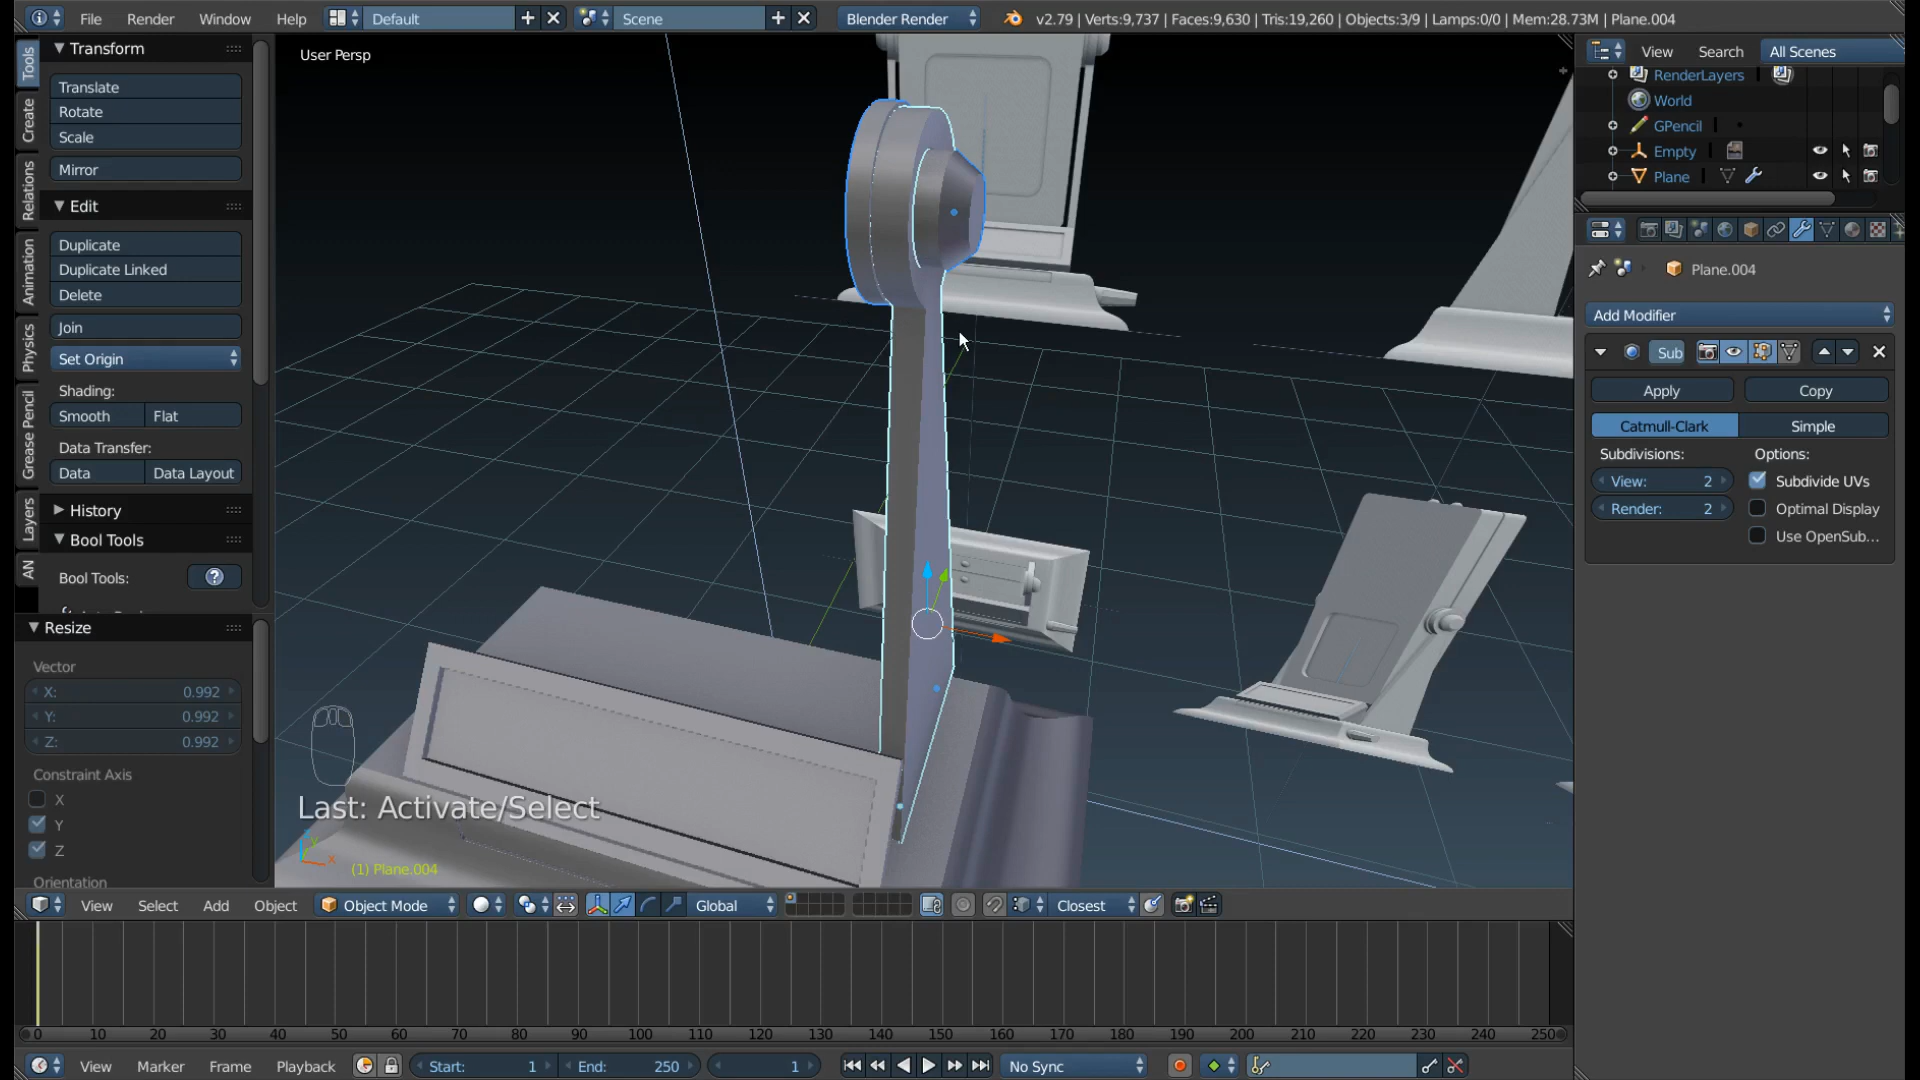 File Render Window Help Default Scene Blender Render v2.79 | Verts:9,737 | Faces:9,630 | Tris:19,260 | Objects:3/9 | Lamps:0/0 | Mem:28.73M | Plane.004
Tools
Create
Relations
Animation
Physics
Grease Pencil
Layers
AN
Transform
Translate
Rotate
Scale
Mirror
Edit
Duplicate
Duplicate Linked
Delete
Join
Set Origin
Shading:
Smooth Flat
Data Transfer:
Data Data Layout
History
Bool Tools
Bool Tools:
Resize
Vector
X: 0.992
Y: 0.992
Z: 0.992
Constraint Axis
X
Y
Z
Orientation
User Persp
Last: Activate/Select
(1) Plane.004
View Search All Scenes
RenderLayers
World
GPencil
Empty
Plane
Plane.004
Add Modifier
Sub
Apply Copy
Catmull-Clark Simple
Subdivisions: Options:
View: 2 Subdivide UVs
Render: 2 Optimal Display
Use OpenSub...
View Select Add Object Object Mode Global Closest
0 10 20 30 40 50 60 70 80 90 100 110 120 130 140 150 160 170 180 190 200 210 220 230 240 250
View Marker Frame Playback Start: 1 End: 250 1 No Sync